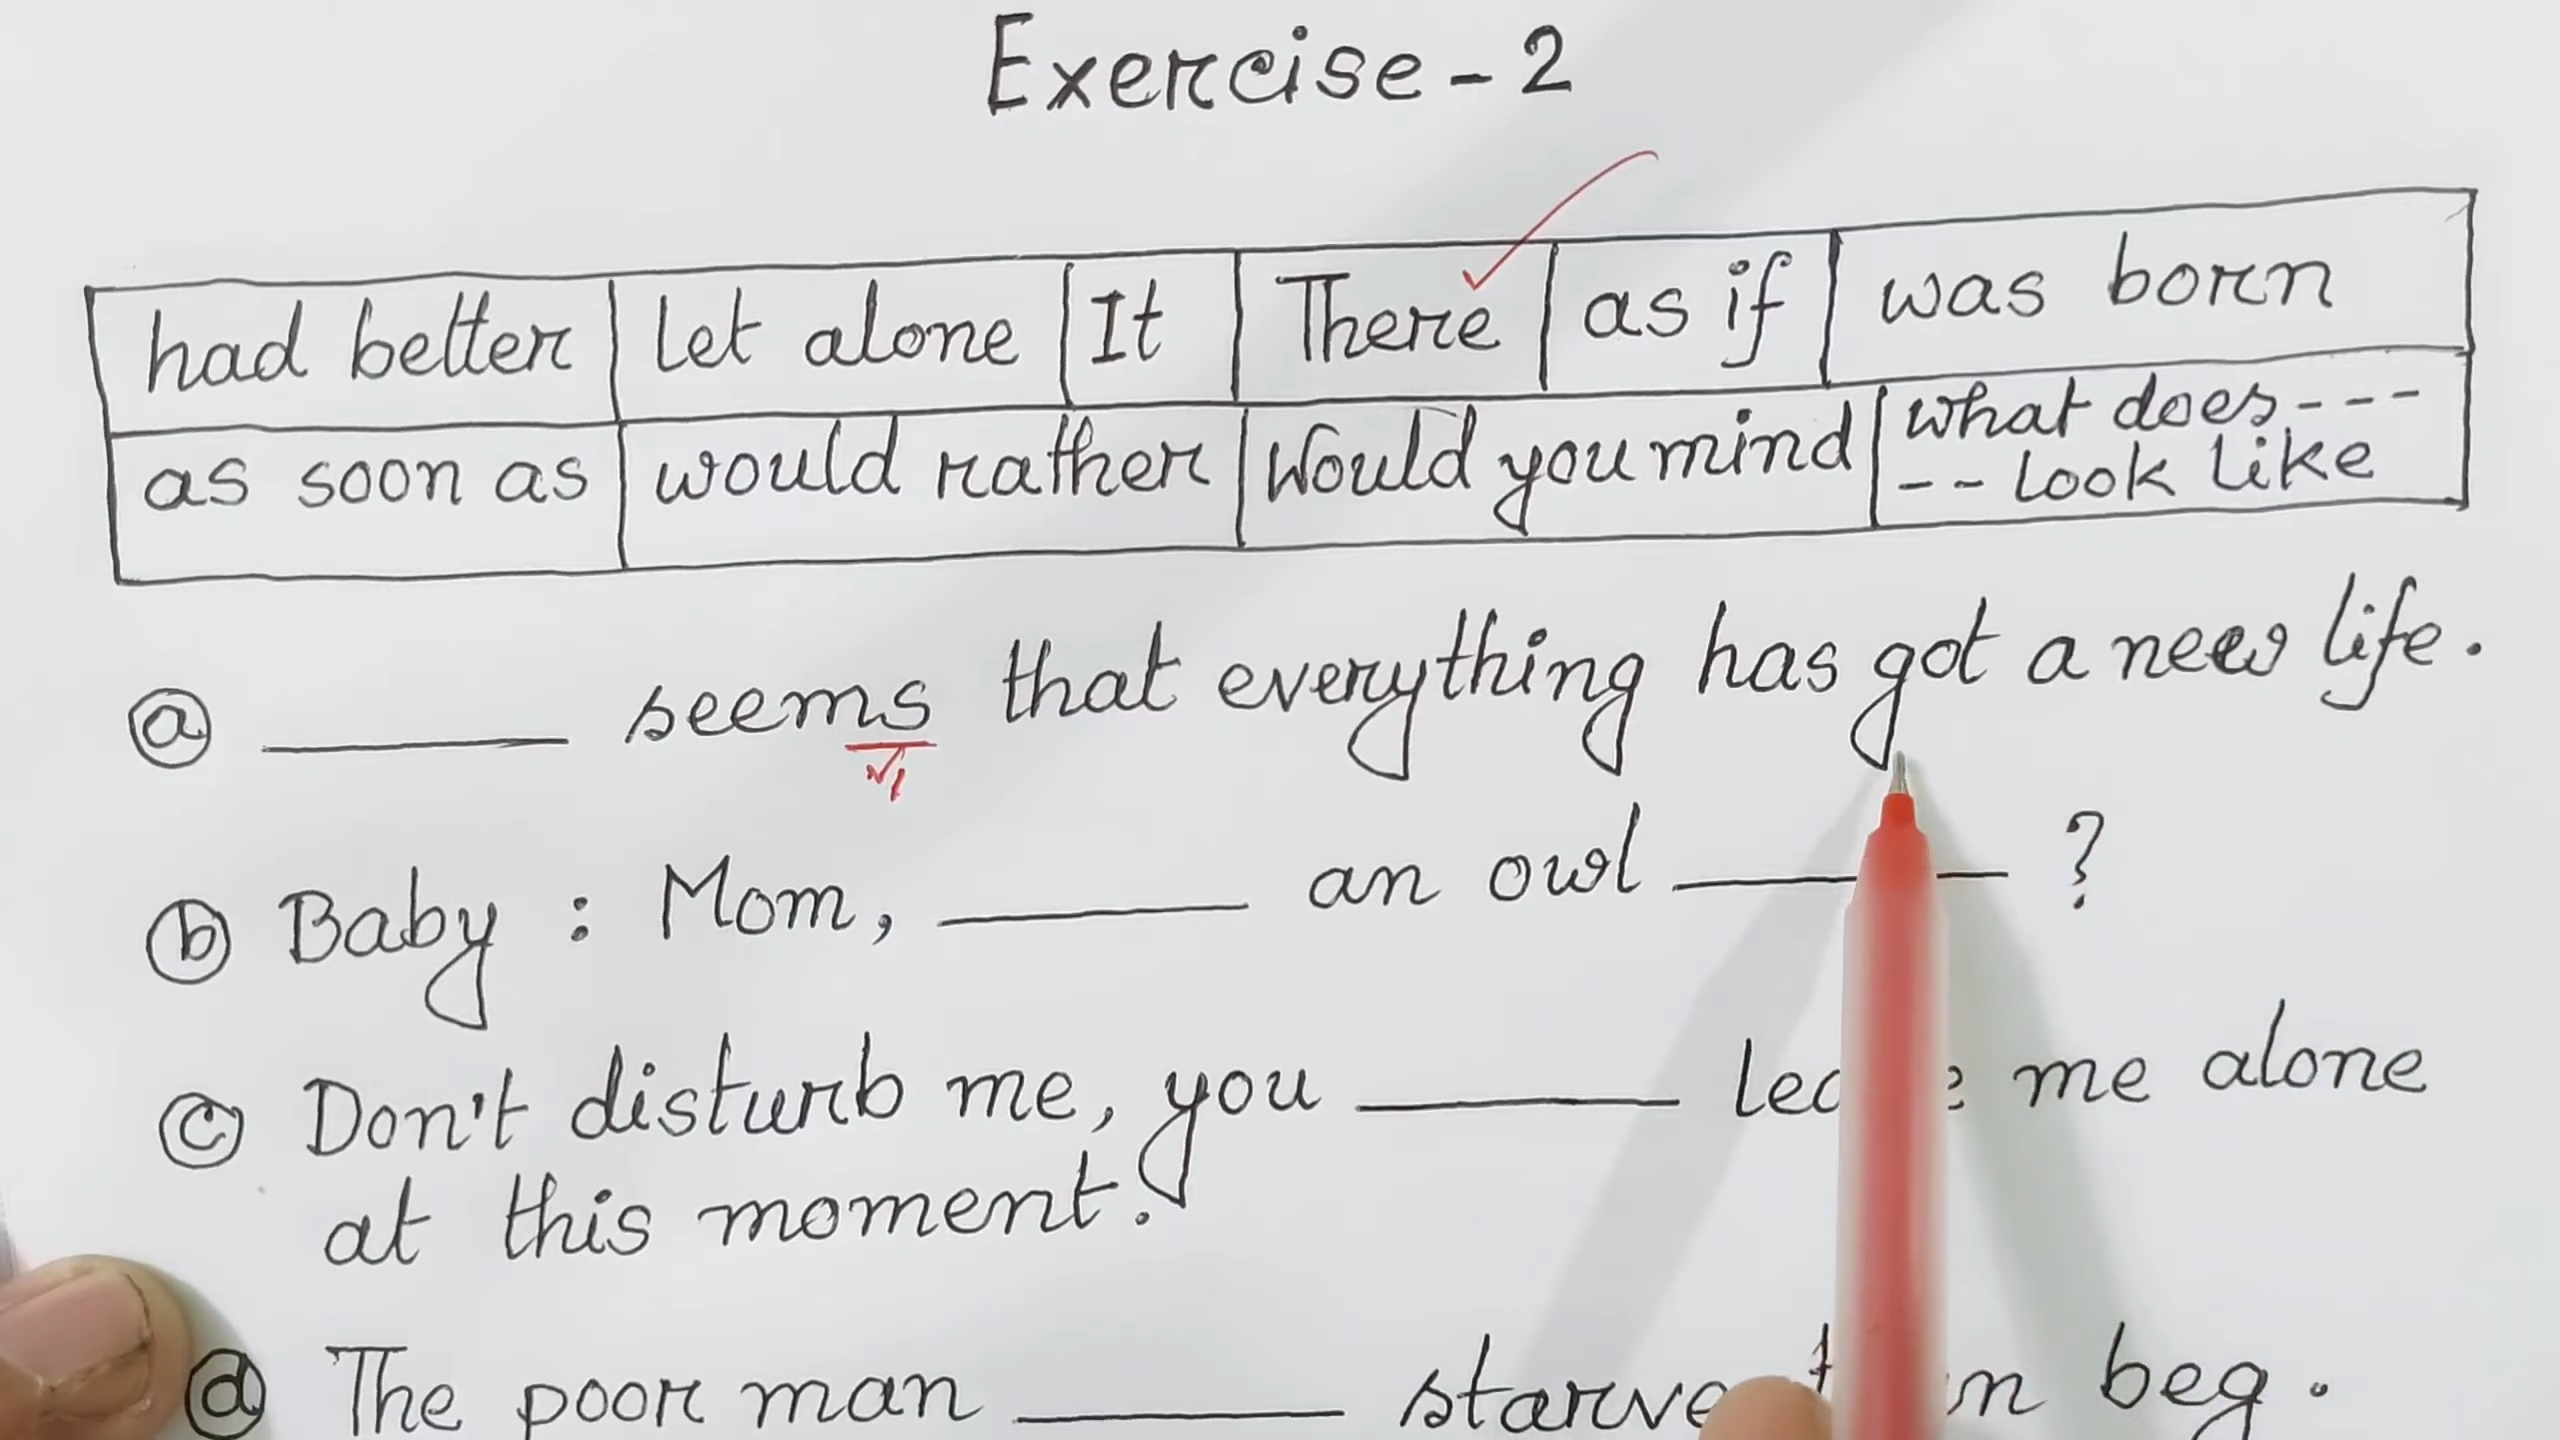 Exercise - 2
had better let alone It There as if was born
as soon as would rather Would you mind what does ---
-- look like
a ______ seems that everything has got a new life.
v1
b Baby : Mom, ______ an owl ______ ?
c Don't disturb me, you ______ me alone
at this moment.
d The poor man ______ beg.